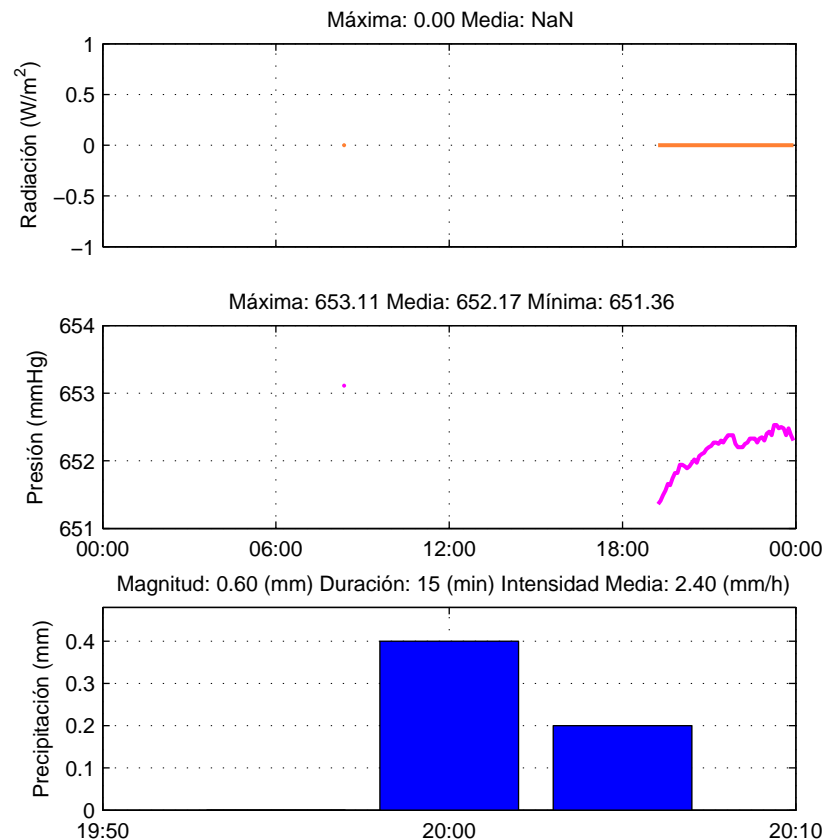 Máxima: 0.00 Media: NaN
1
0.5
0
−0.5
−1
Radiación (W/m²)
Máxima: 653.11 Media: 652.17 Mínima: 651.36
654
653
652
651
Presión (mmHg)
00:00 06:00 12:00 18:00 00:00
Magnitud: 0.60 (mm) Duración: 15 (min) Intensidad Media: 2.40 (mm/h)
0.4
0.3
0.2
0.1
0
Precipitación (mm)
19:50 20:00 20:10